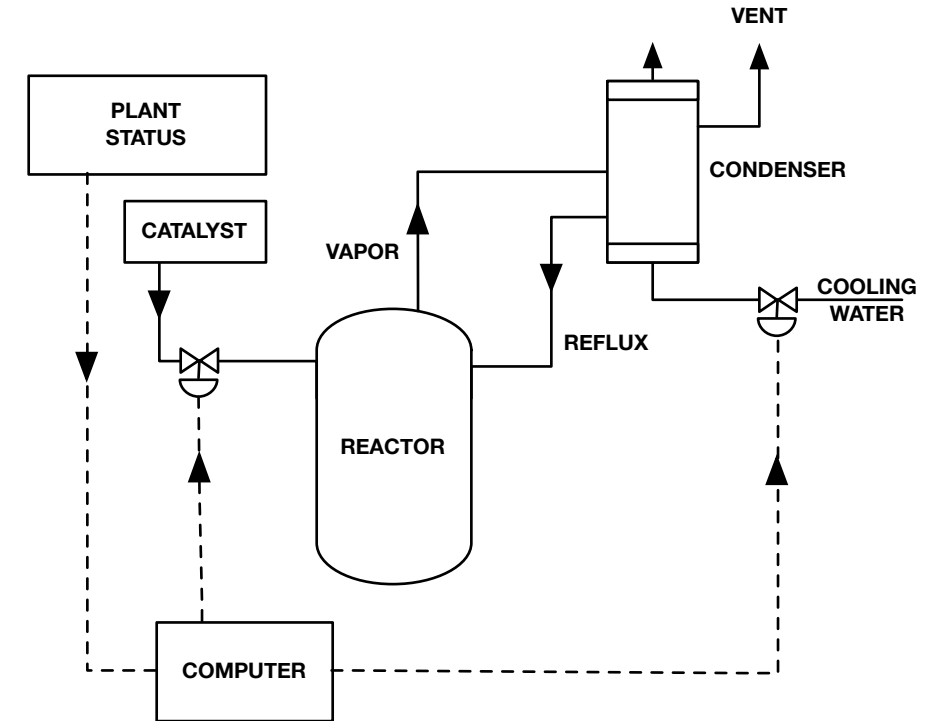 VENT
PLANT
STATUS
CONDENSER
CATALYST
VAPOR
COOLING
WATER
REFLUX
REACTOR
COMPUTER